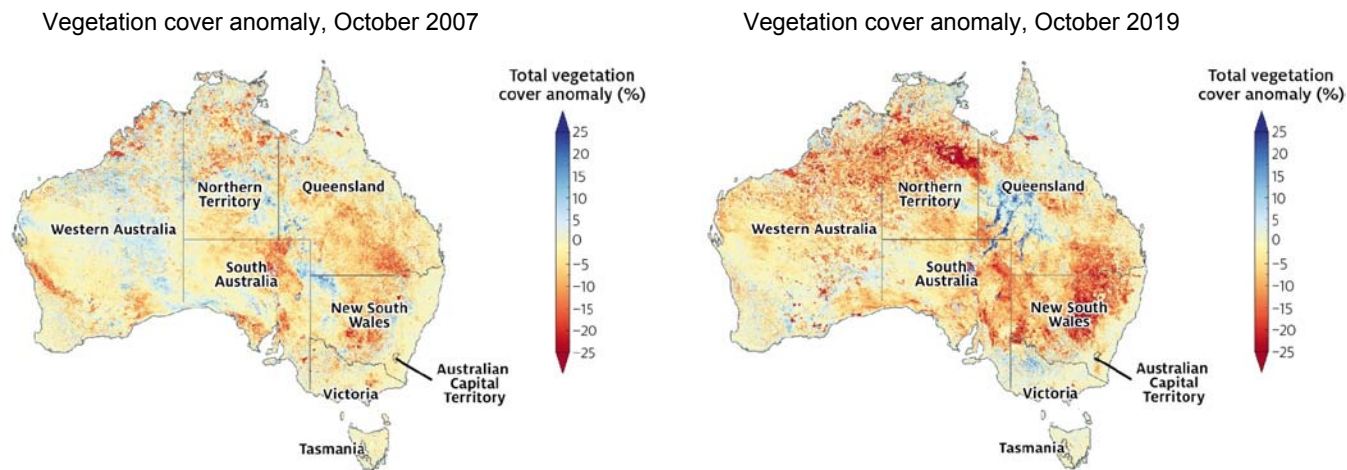 Vegetation cover anomaly, October 2007
Total vegetation
cover anomaly (%)
25
20
15
10
5
0
−5
−10
−15
−20
−25
Northern
Territory
Queensland
Western Australia
South
Australia
New South
Wales
Australian
Capital
Territory
Victoria
Tasmania
Vegetation cover anomaly, October 2019
Total vegetation
cover anomaly (%)
25
20
15
10
5
0
−5
−10
−15
−20
−25
Northern
Territory
Queensland
Western Australia
South
Australia
New South
Wales
Australian
Capital
Territory
Victoria
Tasmania